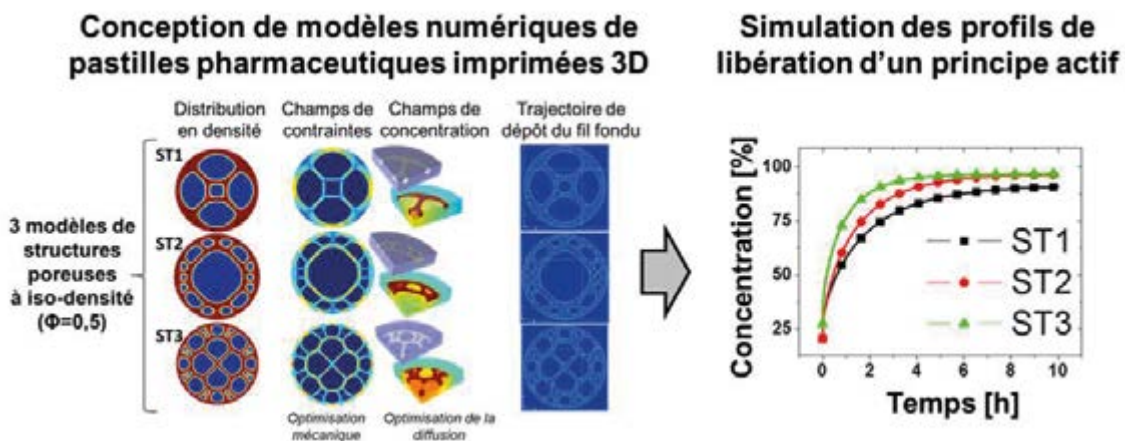 Conception de modèles numériques de
pastilles pharmaceutiques imprimées 3D
Distribution
en densité
Champs de
contraintes
Champs de
concentration
Trajectoire de
dépôt du fil fondu
3 modèles de
structures
poreuses
à iso-densité
(Φ=0,5)
ST1
ST2
ST3
Optimisation
mécanique
Optimisation de la
diffusion
Simulation des profils de
libération d'un principe actif
Concentration [%]
100
75
50
25
0
2
4
6
8
10
Temps [h]
ST1
ST2
ST3